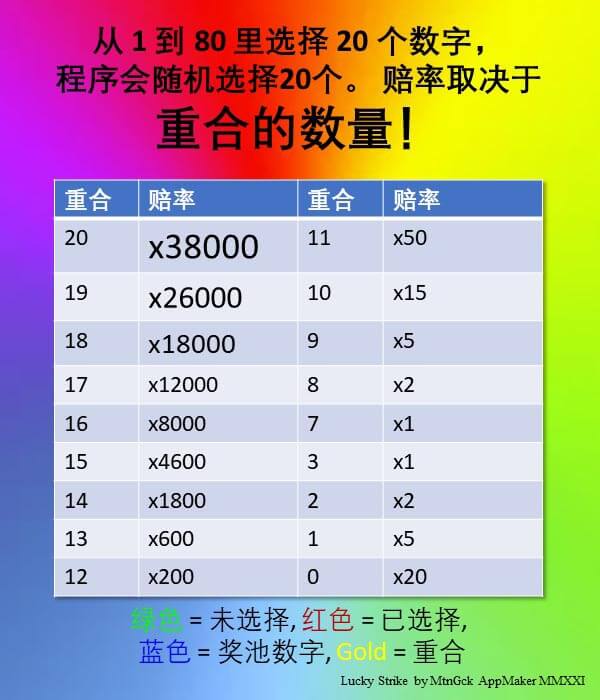 从 1 到 80 里选择 20 个数字，
程序会随机选择20个。 赔率取决于
重合的数量！
重合 赔率 重合 赔率
20 x38000 11 x50
19 x26000 10 x15
18 x18000 9 x5
17 x12000 8 x2
16 x8000 7 x1
15 x4600 3 x1
14 x1800 2 x2
13 x600 1 x5
12 x200 0 x20
绿色 = 未选择, 红色 = 已选择,
蓝色 = 奖池数字, Gold = 重合
Lucky Strike by MtnGck AppMaker MMXXI